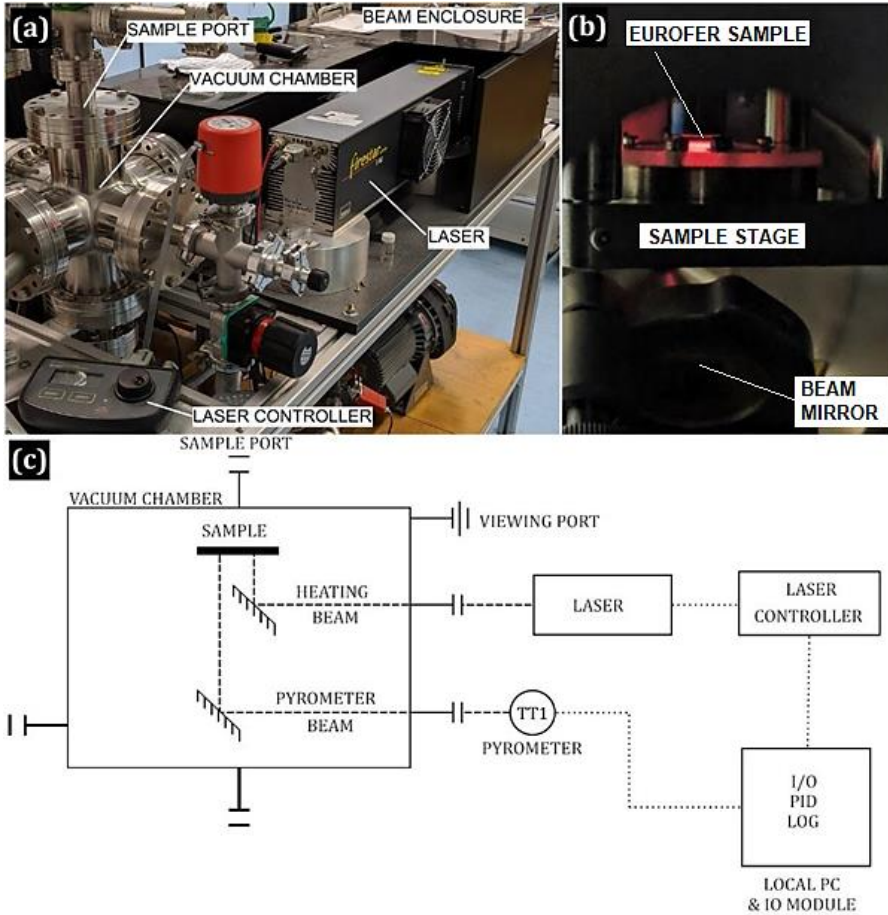 (a)
SAMPLE PORT
VACUUM CHAMBER
BEAM ENCLOSURE
firestar
LASER
LASER CONTROLLER
(b)
EUROFER SAMPLE
SAMPLE STAGE
BEAM
MIRROR
(c)
SAMPLE PORT
VACUUM CHAMBER
VIEWING PORT
SAMPLE
HEATING
BEAM
LASER
LASER
CONTROLLER
PYROMETER
BEAM
TT1
PYROMETER
I/O
PID
LOG
LOCAL PC
& IO MODULE